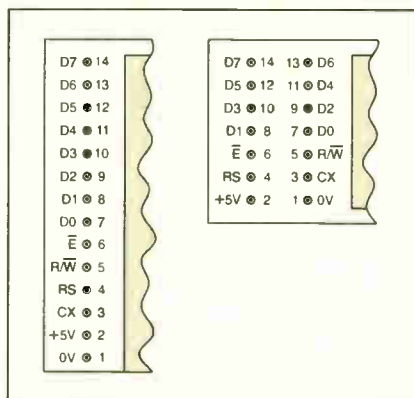 D7 14
D6 13
D5 12
D4 11
D3 10
D2 9
D1 8
D0 7
E̅ 6
R/W̅ 5
RS 4
CX 3
+5V 2
0V 1
D7 14 13 D6
D5 12 11 D4
D3 10 9 D2
D1 8 7 D0
E̅ 6 5 R/W̅
RS 4 3 CX
+5V 2 1 0V